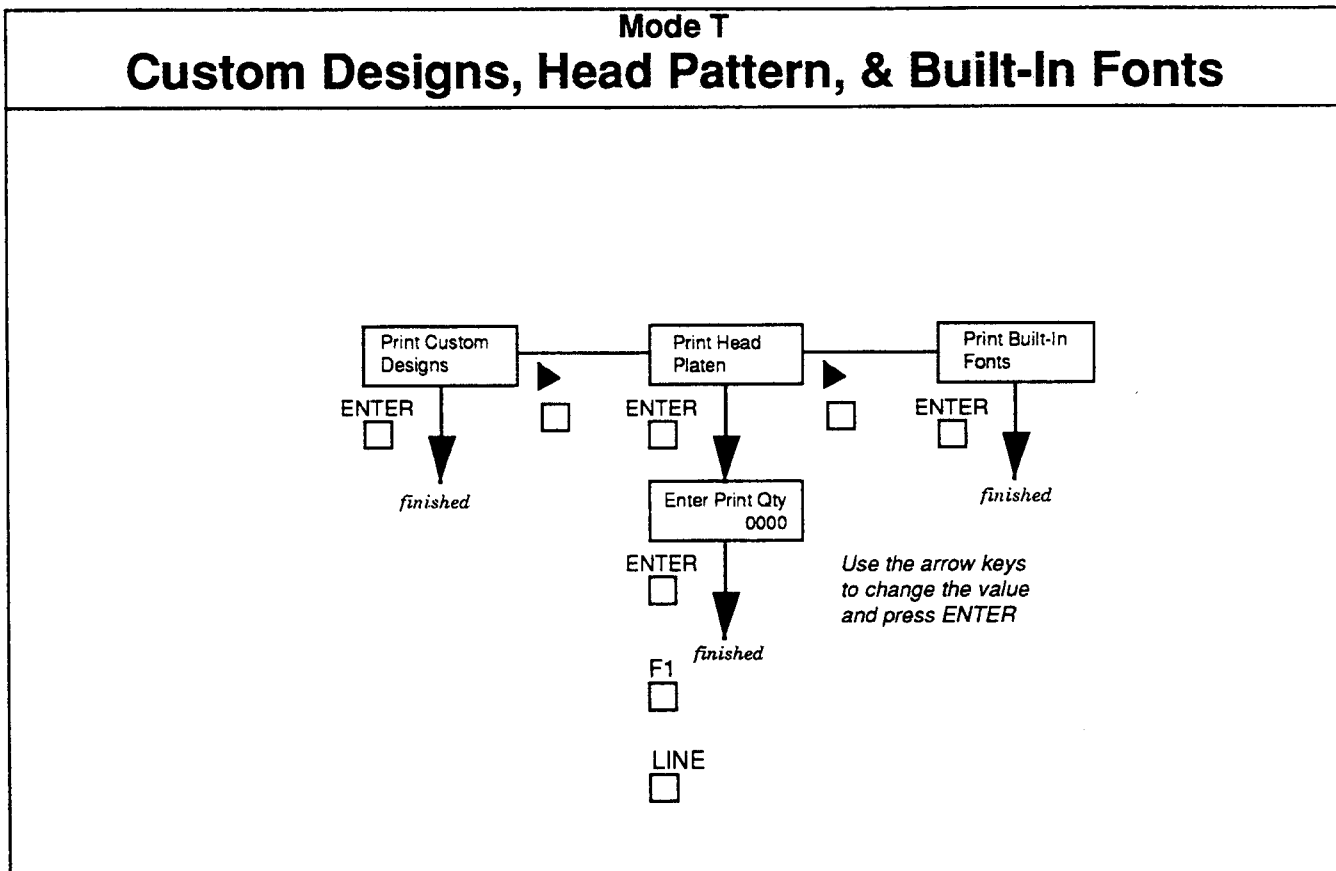 Mode T
Custom Designs, Head Pattern, & Built-In Fonts
Print Custom
Designs
Print Head
Platen
Print Built-In
Fonts
ENTER
ENTER
ENTER
finished
finished
Enter Print Qty
0000
ENTER
Use the arrow keys
to change the value
and press ENTER
finished
F1
LINE